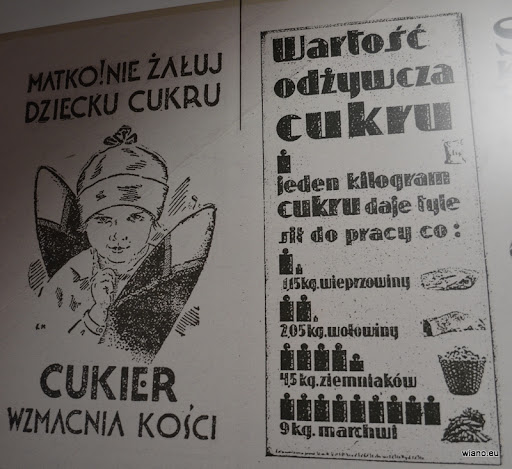 MATKO! NIE ŻAŁUJ
DZIECKU CUKRU
CUKIER
WZMACNIA KOŚCI
Wartość
odżywcza
cukru
jeden kilogram
cukru daje tyle
sił do pracy co:
1,15 kg. wieprzowiny
2,05 kg. wołowiny
4,5 kg. ziemniaków
9 kg. marchwi
wiano.eu